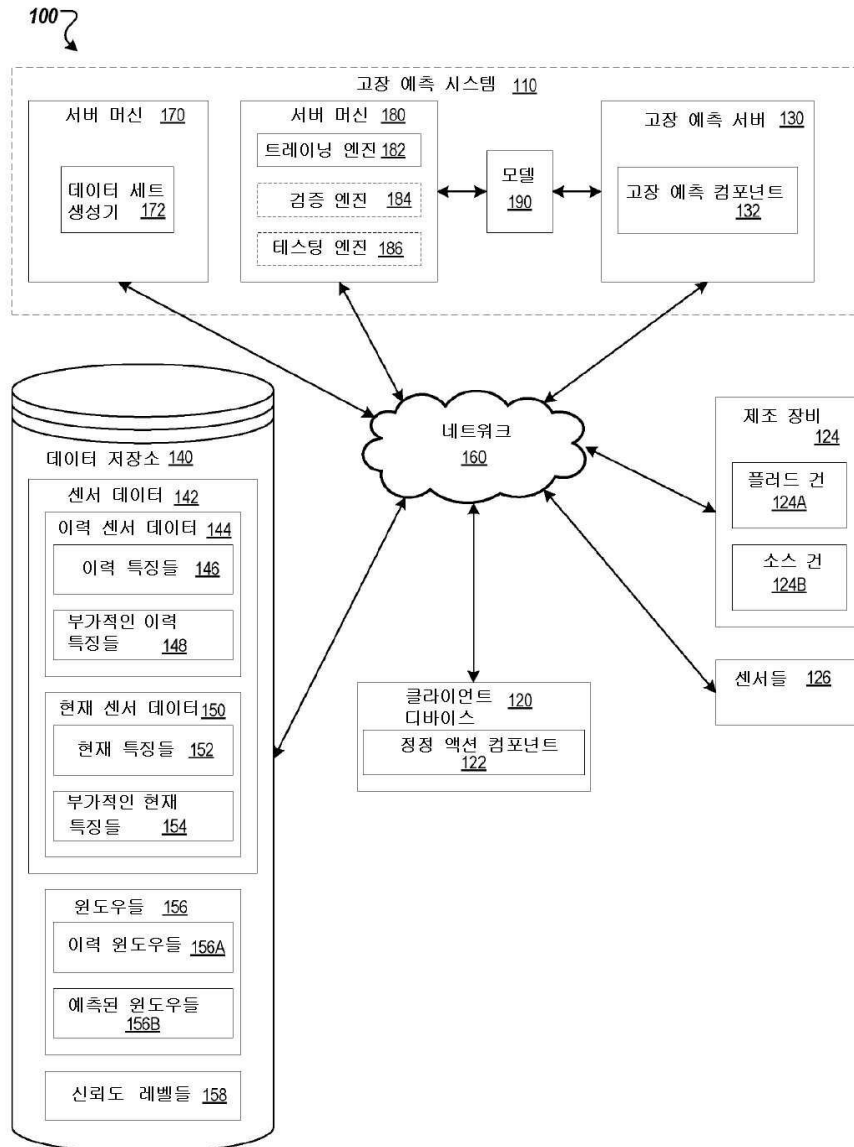 100
고장 예측 시스템 110
서버 머신 170
데이터 세트
생성기 172
서버 머신 180
트레이닝 엔진 182
검증 엔진 184
테스팅 엔진 186
모델
190
고장 예측 서버 130
고장 예측 컴포넌트
132
네트워크
160
제조 장비
124
플러드 건
124A
소스 건
124B
센서들 126
클라이언트 120
디바이스
정정 액션 컴포넌트
122
데이터 저장소 140
센서 데이터 142
이력 센서 데이터 144
이력 특징들 146
부가적인 이력
특징들 148
현재 센서 데이터 150
현재 특징들 152
부가적인 현재
특징들 154
윈도우들 156
이력 윈도우들 156A
예측된 윈도우들
156B
신뢰도 레벨들 158